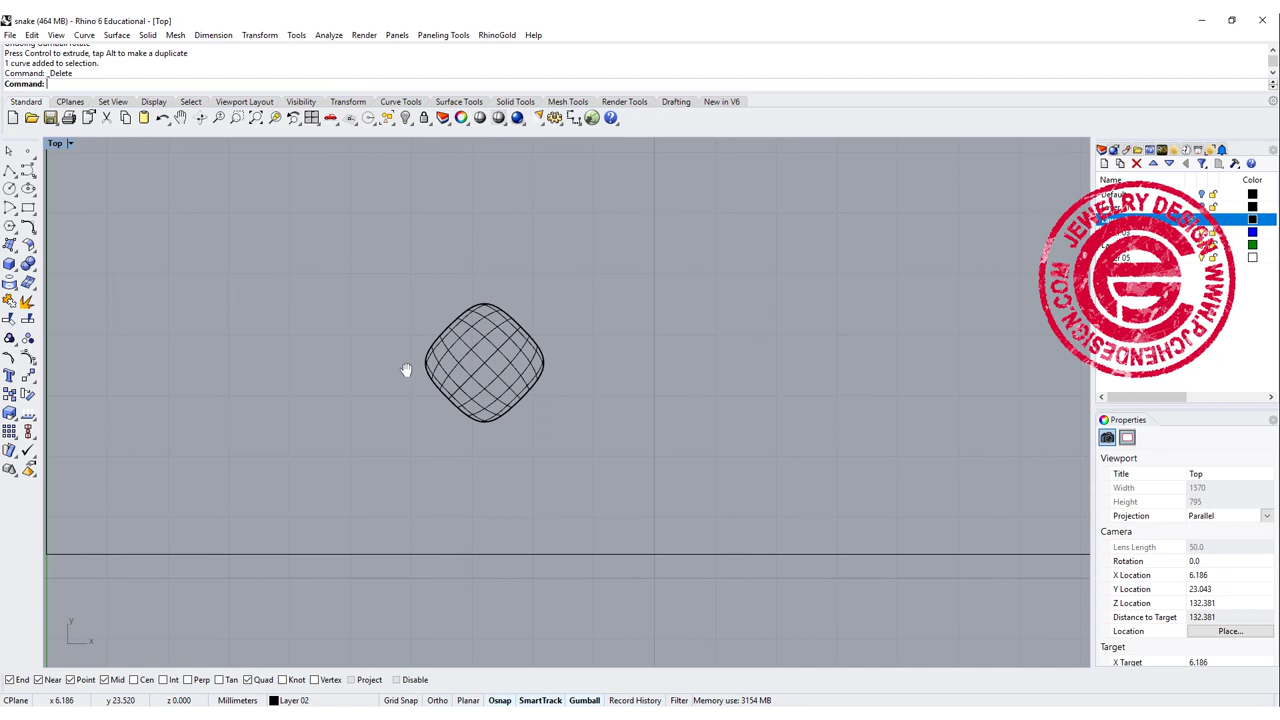 snake (464 MB) - Rhino 6 Educational - [Top]
File Edit View Curve Surface Solid Mesh Dimension Transform Tools Analyze Render Panels Paneling Tools RhinoGold Help
Undoing Gumball Rotate
Press Control to extrude, tap Alt to make a duplicate
1 curve added to selection.
Command: _Delete
Command:
Standard CPlanes Set View Display Select Viewport Layout Visibility Transform Curve Tools Surface Tools Solid Tools Mesh Tools Render Tools Drafting New in V6
Top
Name Color
JEWELRY DESIGN WWW.PJCHENDESIGN.COM
05
Properties
Viewport
Title Top
Width 1570
Height 795
Projection Parallel
Camera
Lens Length 50.0
Rotation 0.0
X Location 6.186
Y Location 23.043
Z Location 132.381
Distance to Target 132.381
Location Place...
Target
X Target 6.186
y
x
End Near Point Mid Cen Int Perp Tan Quad Knot Vertex Project Disable
CPlane x 6.186 y 23.520 z 0.000 Millimeters Layer 02 Grid Snap Ortho Planar Osnap SmartTrack Gumball Record History Filter Memory use: 3154 MB